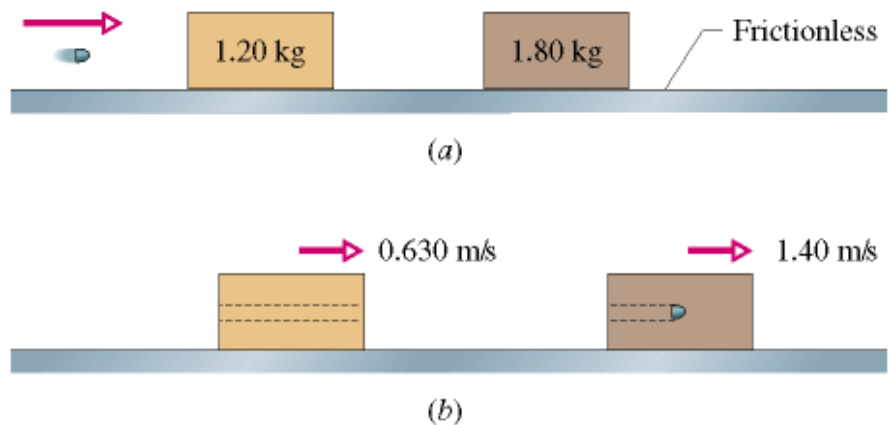 Frictionless
1.20 kg
1.80 kg
(a)
0.630 m/s
1.40 m/s
(b)